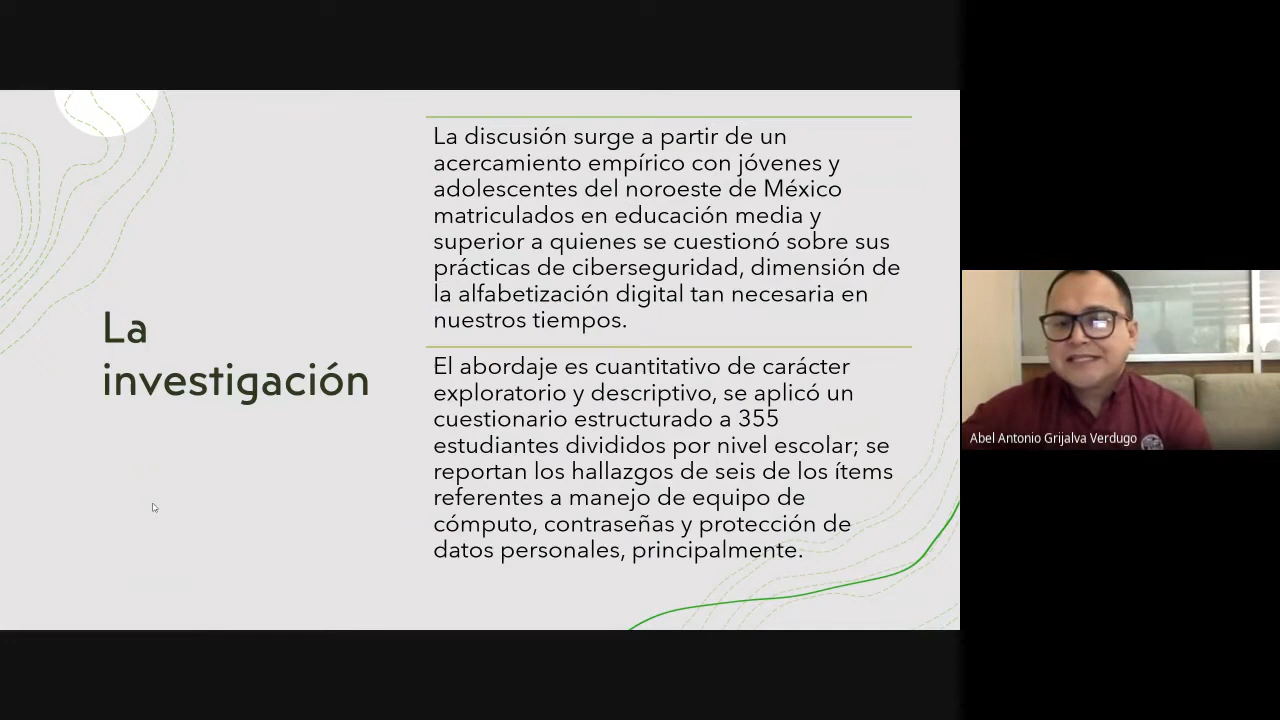 La
investigación
La discusión surge a partir de un
acercamiento empírico con jóvenes y
adolescentes del noroeste de México
matriculados en educación media y
superior a quienes se cuestionó sobre sus
prácticas de ciberseguridad, dimensión de
la alfabetización digital tan necesaria en
nuestros tiempos.
El abordaje es cuantitativo de carácter
exploratorio y descriptivo, se aplicó un
cuestionario estructurado a 355
estudiantes divididos por nivel escolar; se
reportan los hallazgos de seis de los ítems
referentes a manejo de equipo de
cómputo, contraseñas y protección de
datos personales, principalmente.
Abel Antonio Grijalva Verdugo